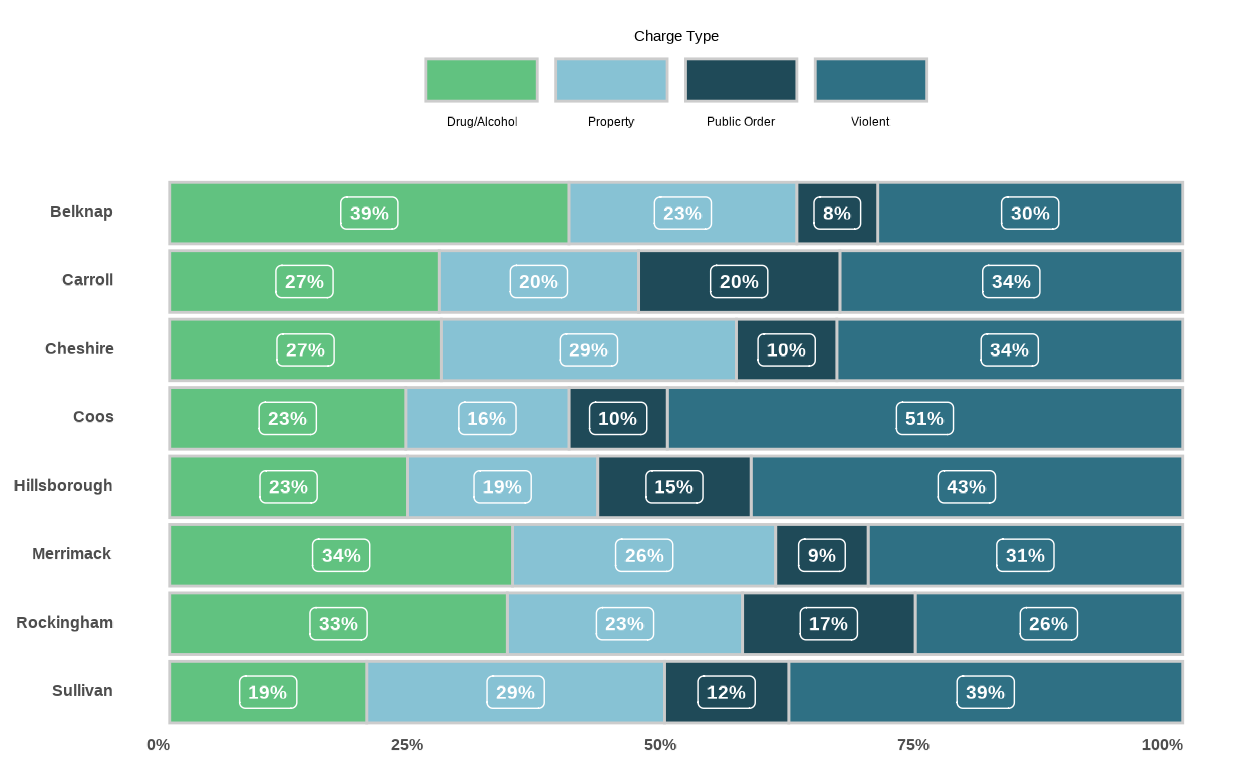 Charge Type
Drug/Alcohol Property Public Order Violent
Belknap 39% 23% 8% 30%
Carroll 27% 20% 20% 34%
Cheshire 27% 29% 10% 34%
Coos 23% 16% 10% 51%
Hillsborough 23% 19% 15% 43%
Merrimack 34% 26% 9% 31%
Rockingham 33% 23% 17% 26%
Sullivan 19% 29% 12% 39%
0% 25% 50% 75% 100%